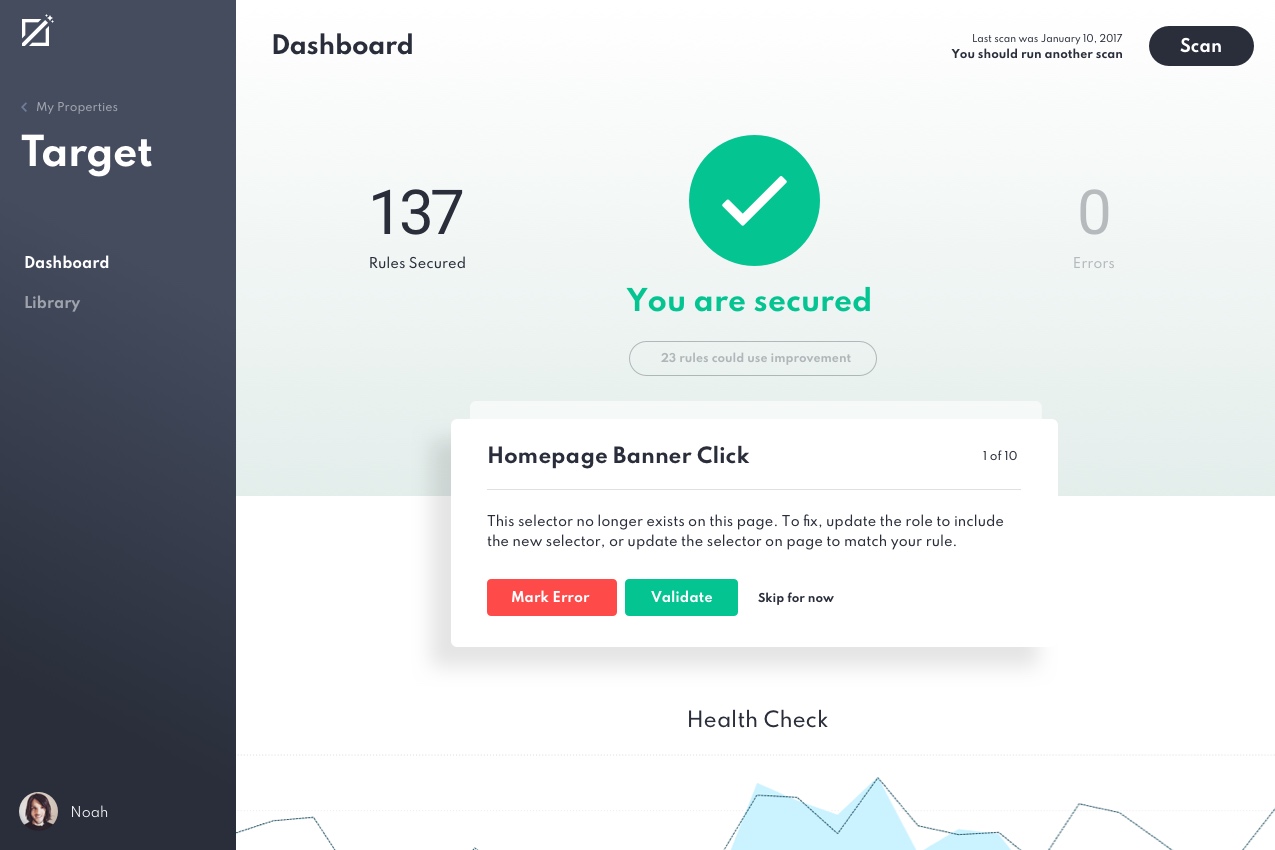 My Properties
Target
Dashboard
Library
Noah
Dashboard
Last scan was January 10, 2017
You should run another scan
Scan
137
Rules Secured
You are secured
23 rules could use improvement
0
Errors
Homepage Banner Click
1 of 10
This selector no longer exists on this page. To fix, update the role to include
the new selector, or update the selector on page to match your rule.
Mark Error
Validate
Skip for now
Health Check